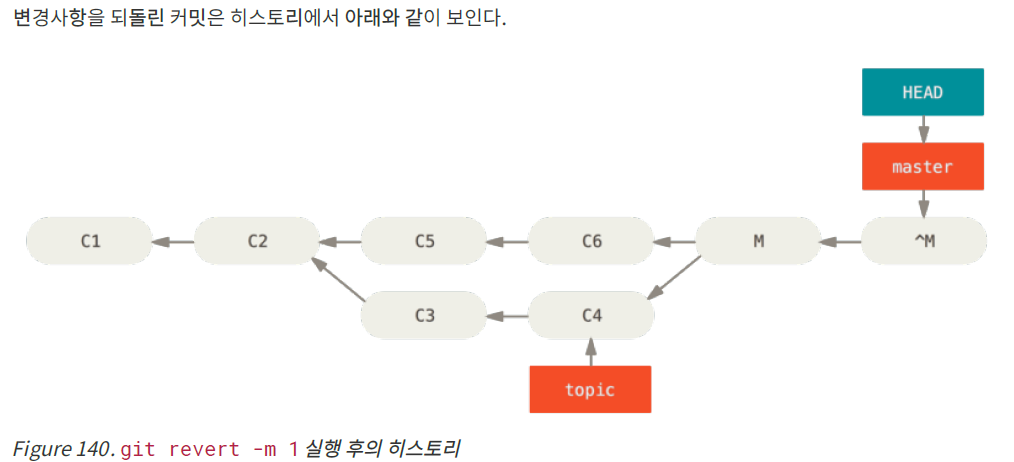 변경사항을 되돌린 커밋은 히스토리에서 아래와 같이 보인다.
HEAD
master
C1
C2
C5
C6
M
^M
C3
C4
topic
Figure 140. git revert -m 1 실행 후의 히스토리